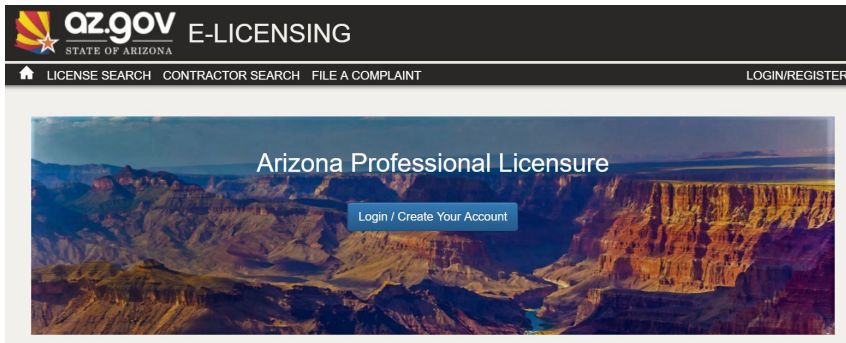 az.gov
STATE OF ARIZONA
E-LICENSING
LICENSE SEARCH CONTRACTOR SEARCH FILE A COMPLAINT LOGIN/REGISTER
Arizona Professional Licensure
Login / Create Your Account